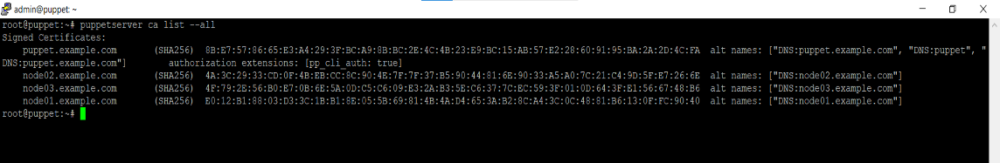 admin@puppet: ~
root@puppet:~# puppetserver ca list --all
Signed Certificates:
    puppet.example.com       (SHA256)  8B:E7:57:86:65:E3:A4:29:3F:BC:A9:8B:BC:2E:4C:4B:23:E9:BC:15:AB:57:E2:28:60:91:95:BA:2A:2D:4C:FA  alt names: ["DNS:puppet.example.com", "DNS:puppet", "
DNS:puppet.example.com"]        authorization extensions: [pp_cli_auth: true]
    node02.example.com       (SHA256)  4A:3C:29:33:CD:0F:4B:EB:CC:8C:90:4E:7F:7F:37:B5:90:44:81:6E:90:33:A5:A0:7C:21:C4:9D:5F:E7:26:6E  alt names: ["DNS:node02.example.com"]
    node03.example.com       (SHA256)  4F:79:2E:56:B0:E7:0B:6E:5A:0D:C5:C6:09:E3:2A:B3:5E:C6:37:7C:EC:59:3F:01:0D:64:3F:E1:56:67:48:B6  alt names: ["DNS:node03.example.com"]
    node01.example.com       (SHA256)  E0:12:B1:88:03:D3:3C:1B:B1:8E:05:5B:69:81:4B:4A:D4:65:3A:B2:8C:A4:3C:0C:48:81:B6:13:0F:FC:90:40  alt names: ["DNS:node01.example.com"]
root@puppet:~#